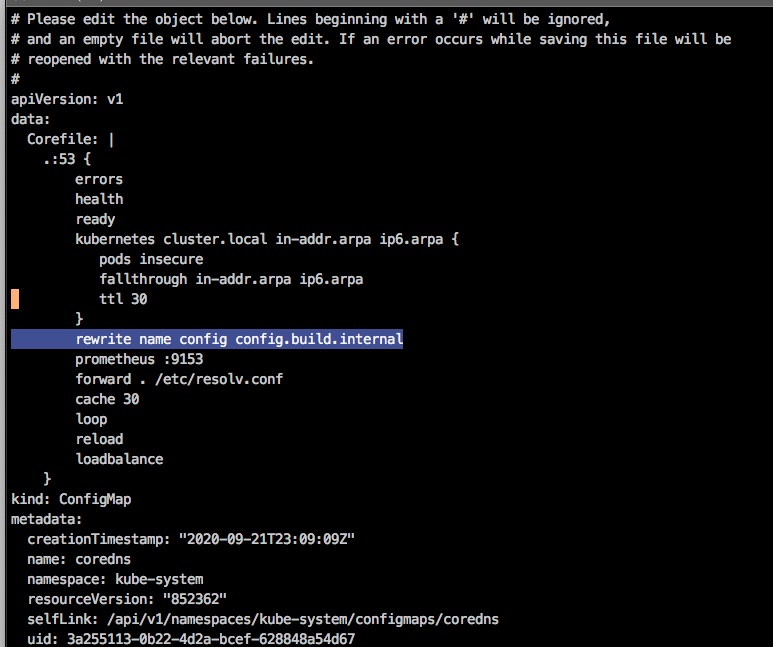 # Please edit the object below. Lines beginning with a '#' will be ignored,
# and an empty file will abort the edit. If an error occurs while saving this file will be
# reopened with the relevant failures.
#
apiVersion: v1
data:
  Corefile: |
    .:53 {
        errors
        health
        ready
        kubernetes cluster.local in-addr.arpa ip6.arpa {
           pods insecure
           fallthrough in-addr.arpa ip6.arpa
           ttl 30
        }
        rewrite name config config.build.internal
        prometheus :9153
        forward . /etc/resolv.conf
        cache 30
        loop
        reload
        loadbalance
    }
kind: ConfigMap
metadata:
  creationTimestamp: "2020-09-21T23:09:09Z"
  name: coredns
  namespace: kube-system
  resourceVersion: "852362"
  selfLink: /api/v1/namespaces/kube-system/configmaps/coredns
  uid: 3a255113-0b22-4d2a-bcef-628848a54d67